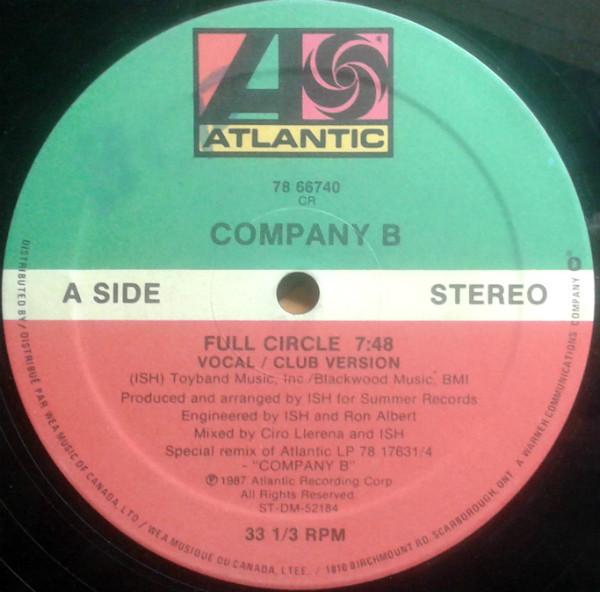 ATLANTIC
78 66740
CR
COMPANY B
A SIDE
STEREO
FULL CIRCLE 7:48
VOCAL / CLUB VERSION
(ISH) Toyband Music, Inc./Blackwood Music, BMI
Produced and arranged by ISH for Summer Records
Engineered by ISH and Ron Albert
Mixed by Ciro Llerena and ISH
Special remix of Atlantic LP 78 17631/4
- "COMPANY B"
Ⓟ 1987 Atlantic Recording Corp
All Rights Reserved
ST-DM-52184
33 1/3 RPM
DISTRIBUTED BY / DISTRIBUÉ PAR WEA MUSIC OF CANADA, LTD / WEA MUSIQUE DU CANADA, LTEE. / 1810 BIRCHMOUNT RD, SCARBOROUGH, ONT. A WARNER COMMUNICATIONS COMPANY